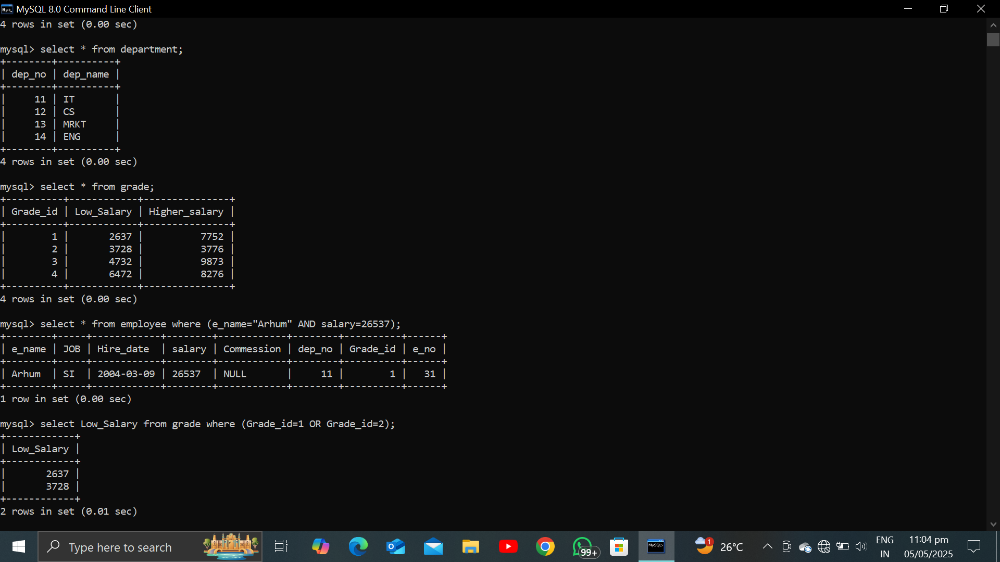 MySQL 8.0 Command Line Client
4 rows in set (0.00 sec)
mysql> select * from department;
+--------+----------+
| dep_no | dep_name |
+--------+----------+
|     11 | IT       |
|     12 | CS       |
|     13 | MRKT     |
|     14 | ENG      |
+--------+----------+
4 rows in set (0.00 sec)
mysql> select * from grade;
+----------+------------+---------------+
| Grade_id | Low_Salary | Higher_salary |
+----------+------------+---------------+
|        1 |       2637 |          7752 |
|        2 |       3728 |          3776 |
|        3 |       4732 |          9873 |
|        4 |       6472 |          8276 |
+----------+------------+---------------+
4 rows in set (0.00 sec)
mysql> select * from employee where (e_name="Arhum" AND salary=26537);
+--------+-----+------------+--------+------------+--------+----------+------+
| e_name | JOB | Hire_date  | salary | Commession | dep_no | Grade_id | e_no |
+--------+-----+------------+--------+------------+--------+----------+------+
| Arhum  | SI  | 2004-03-09 | 26537  | NULL       |     11 |        1 |   31 |
+--------+-----+------------+--------+------------+--------+----------+------+
1 row in set (0.00 sec)
mysql> select Low_Salary from grade where (Grade_id=1 OR Grade_id=2);
+------------+
| Low_Salary |
+------------+
|       2637 |
|       3728 |
+------------+
2 rows in set (0.01 sec)
Type here to search
99+
MySQL>
1
26°C
ENG
IN
11:04 pm
05/05/2025